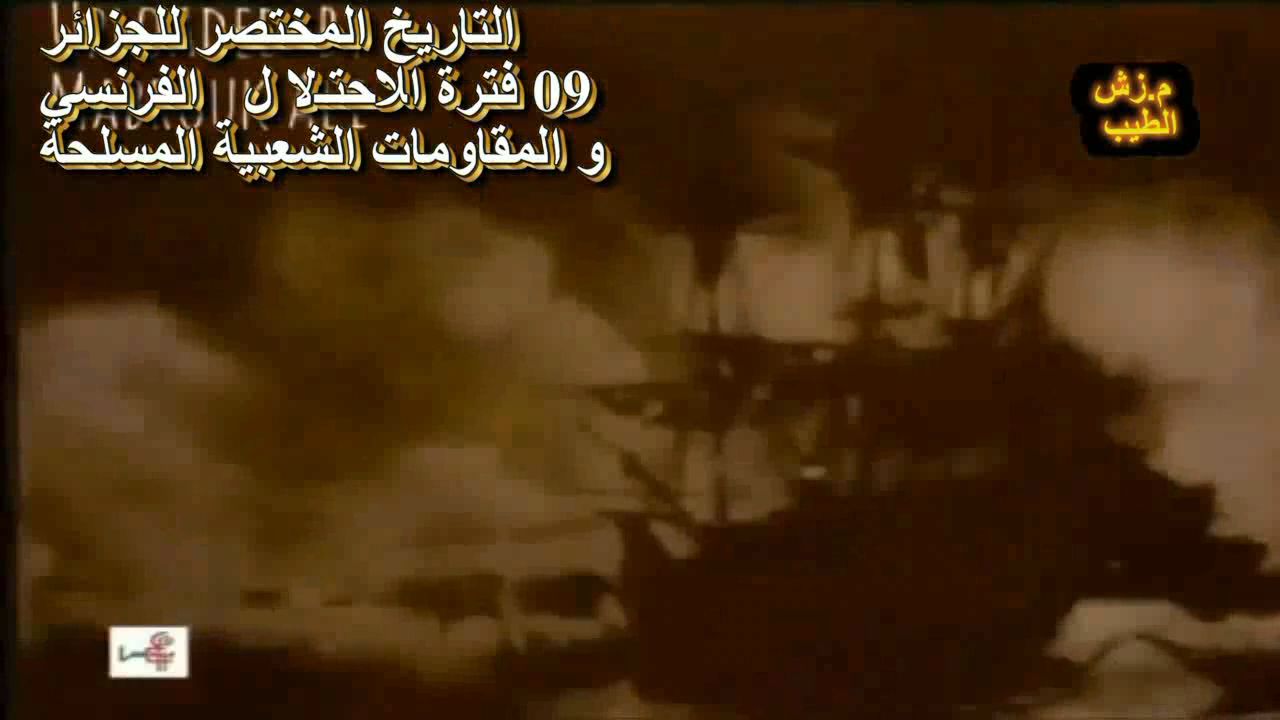 التاريخ المختصر للجزائر
09 فترة الاحتلا ل الفرنسي
و المقاومات الشعبية المسلحة
م.زش
الطيب